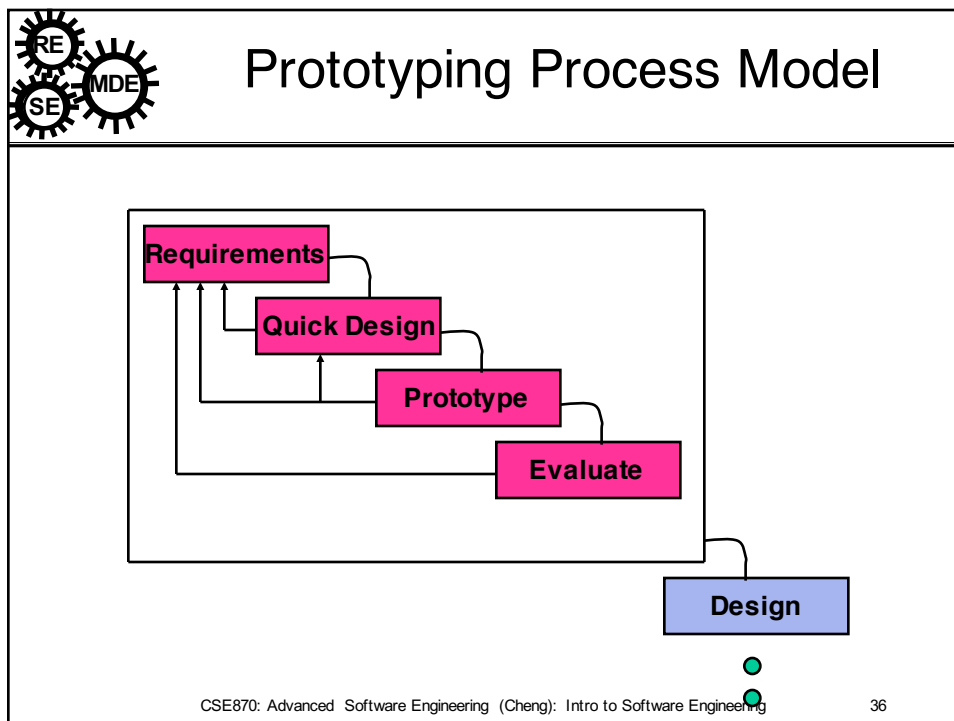 RE
MDE
SE
Prototyping Process Model
Requirements
Quick Design
Prototype
Evaluate
Design
CSE870: Advanced Software Engineering (Cheng): Intro to Software Engineering
36